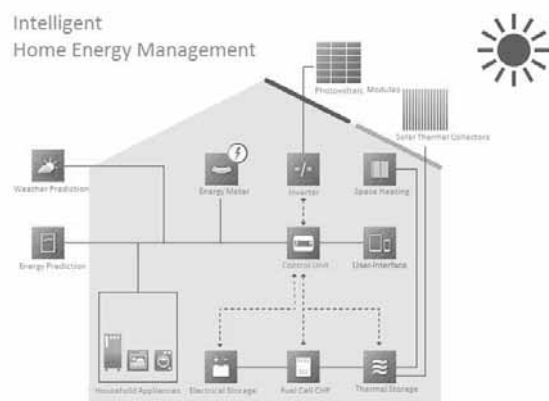 Intelligent
Home Energy Management
Photovoltaic Modules
Solar Thermal Collectors
Weather Prediction
Energy Meter
Inverter
Space Heating
Energy Prediction
Control Unit
User-Interface
Household Appliances
Electrical Storage
Fuel Cell CHP
Thermal Storage